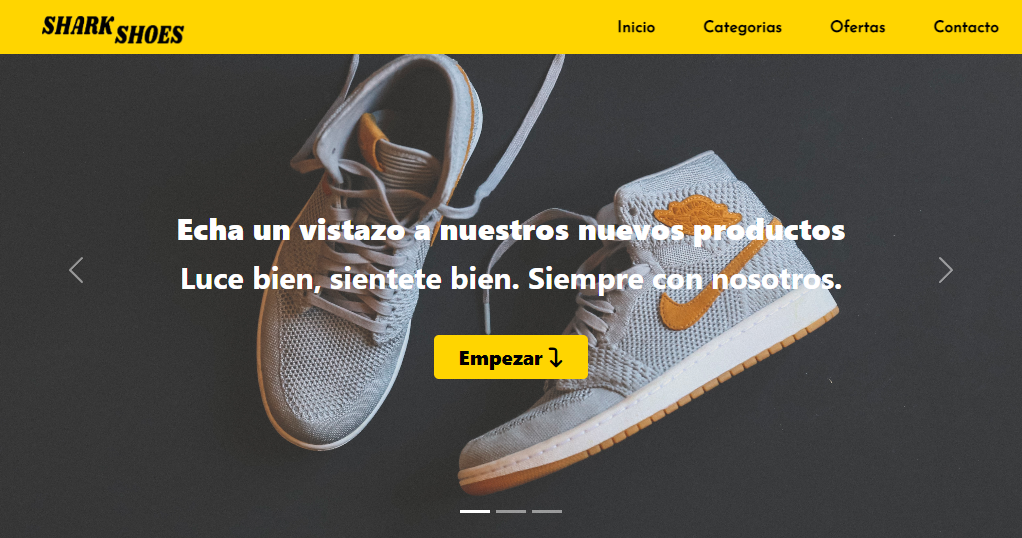 SHARK SHOES
Inicio Categorias Ofertas Contacto
Echa un vistazo a nuestros nuevos productos
Luce bien, sientete bien. Siempre con nosotros.
Empezar